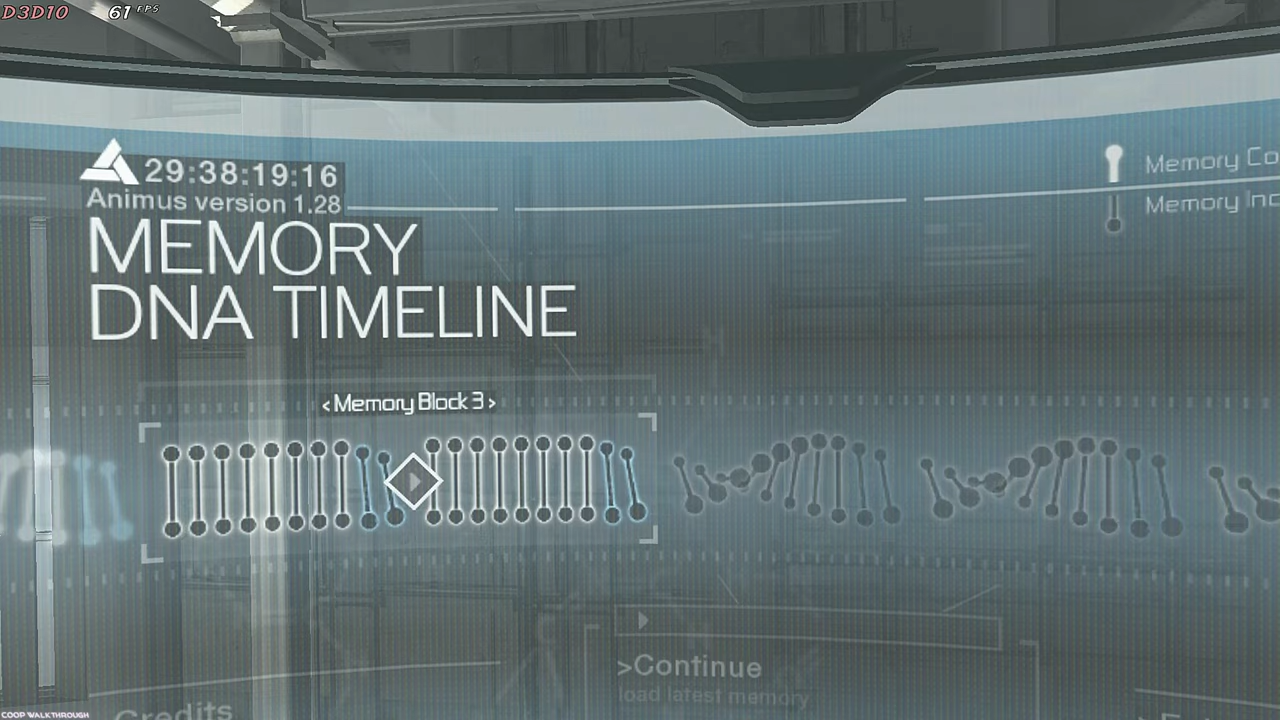 D3D10 61 FPS
29:38:19:16
Animus version 1.28
MEMORY
DNA TIMELINE
Memory Co
Memory Inc
<Memory Block 3>
>Continue
load latest memory
Credits
COOP WALKTHROUGH